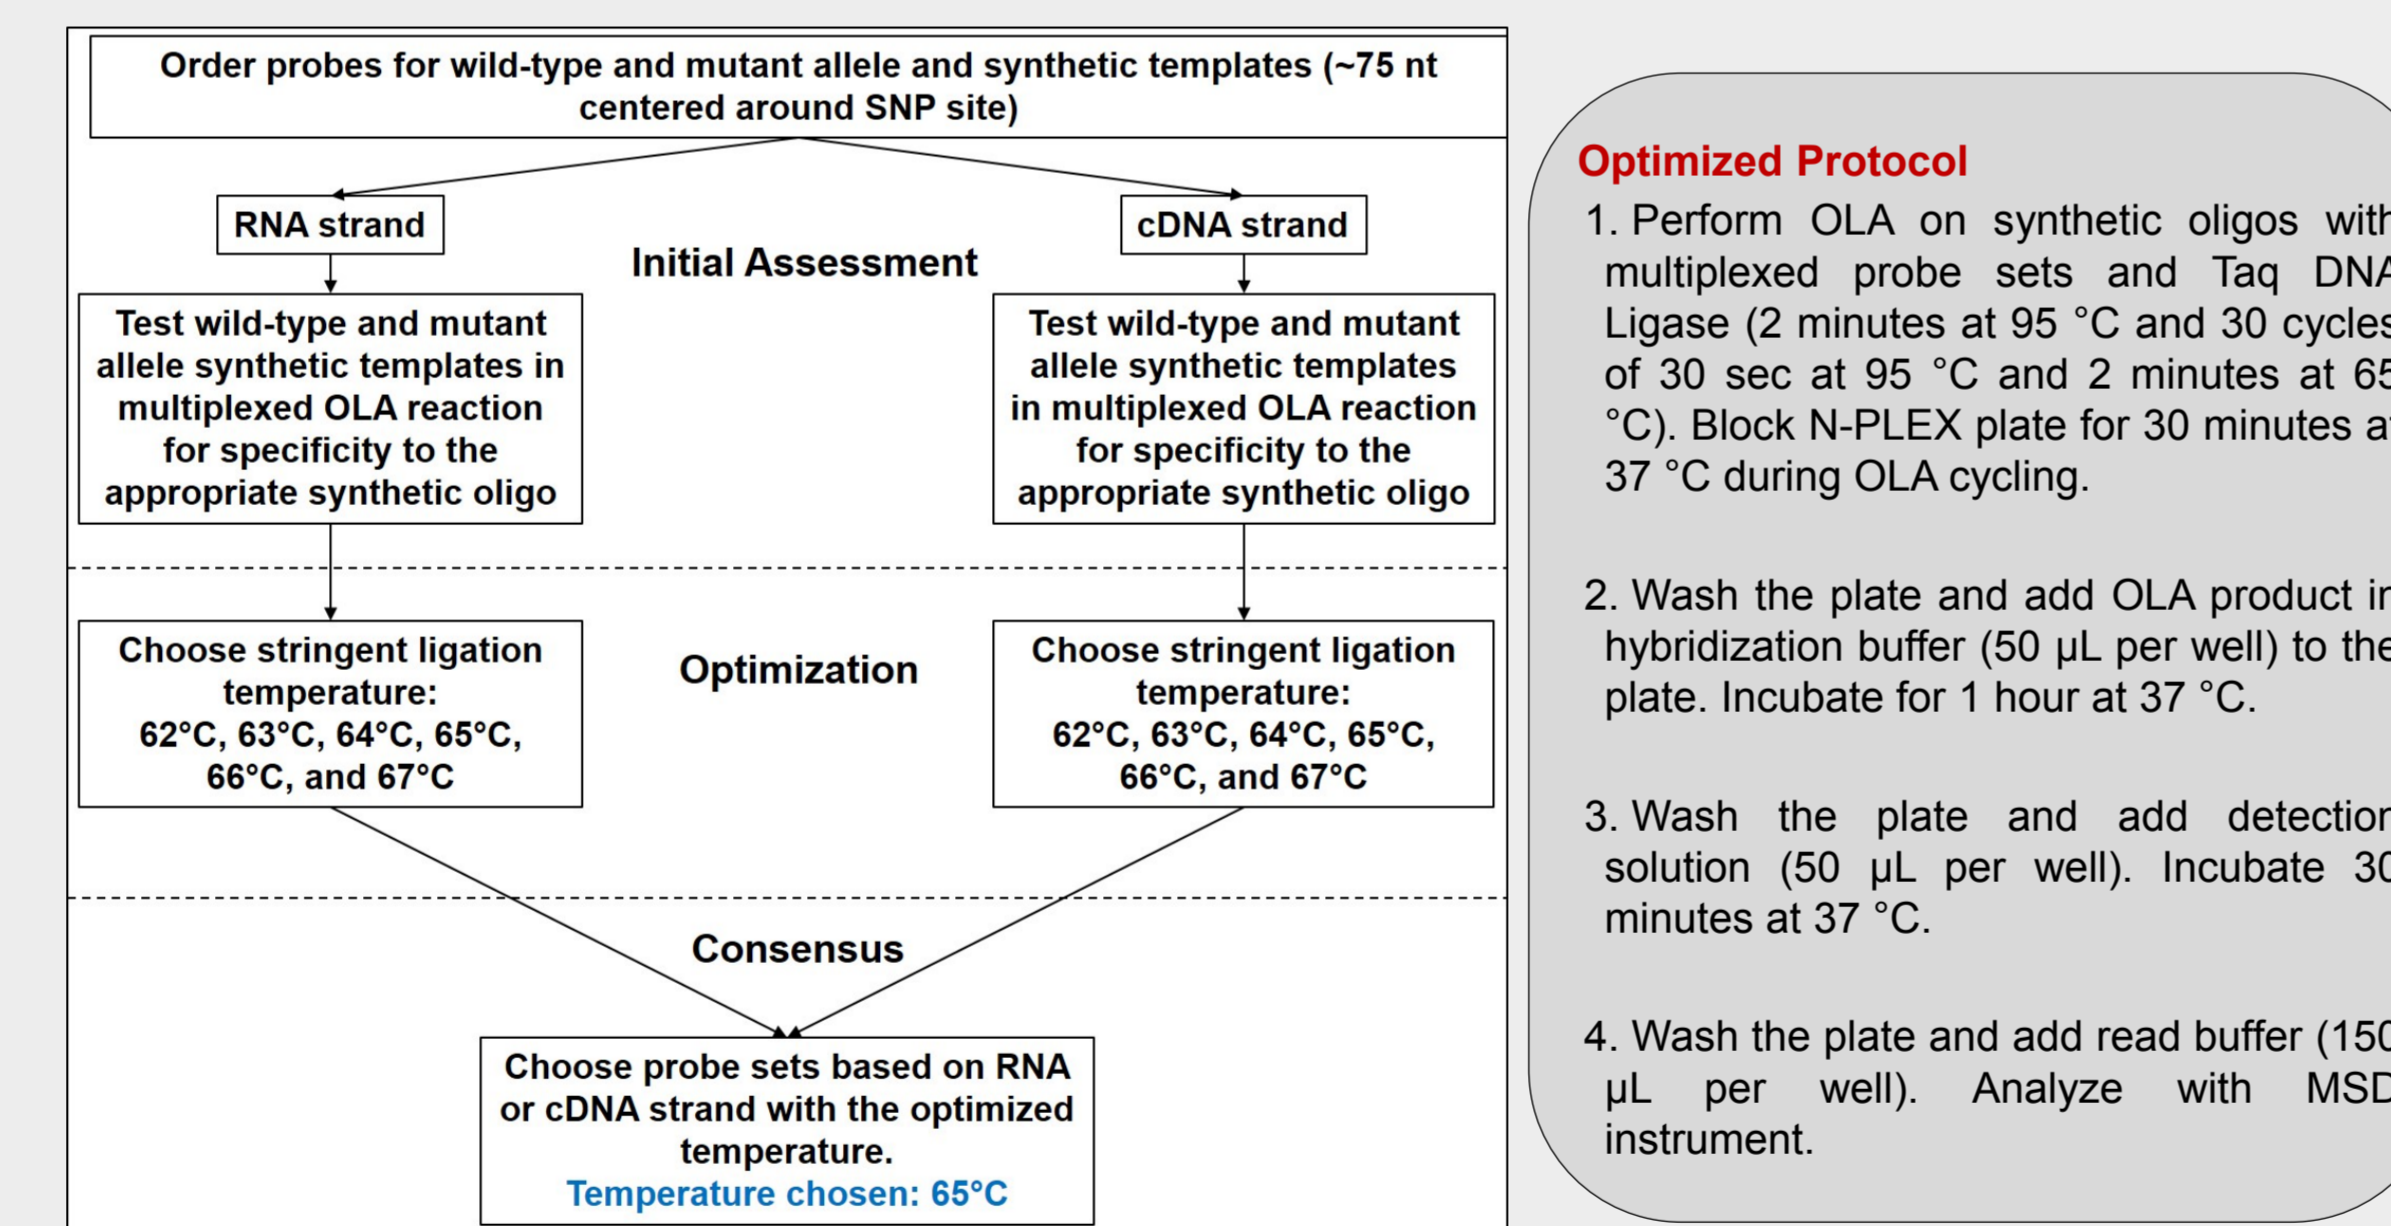 Order probes for wild-type and mutant allele and synthetic templates (~75 nt
centered around SNP site)
RNA strand
cDNA strand
Initial Assessment
Test wild-type and mutant
allele synthetic templates in
multiplexed OLA reaction
for specificity to the
appropriate synthetic oligo
Test wild-type and mutant
allele synthetic templates
in multiplexed OLA reaction
for specificity to the
appropriate synthetic oligo
Choose stringent ligation
temperature:
62°C, 63°C, 64°C, 65°C,
66°C, and 67°C
Optimization
Choose stringent ligation
temperature:
62°C, 63°C, 64°C, 65°C,
66°C, and 67°C
Consensus
Choose probe sets based on RNA
or cDNA strand with the optimized
temperature.
Temperature chosen: 65°C
Optimized Protocol
1. Perform OLA on synthetic oligos with
multiplexed probe sets and Taq DNA
Ligase (2 minutes at 95 °C and 30 cycles
of 30 sec at 95 °C and 2 minutes at 65
°C). Block N-PLEX plate for 30 minutes at
37 °C during OLA cycling.
2. Wash the plate and add OLA product in
hybridization buffer (50 µL per well) to the
plate. Incubate for 1 hour at 37 °C.
3. Wash the plate and add detection
solution (50 µL per well). Incubate 30
minutes at 37 °C.
4. Wash the plate and add read buffer (150
µL per well). Analyze with MSD
instrument.